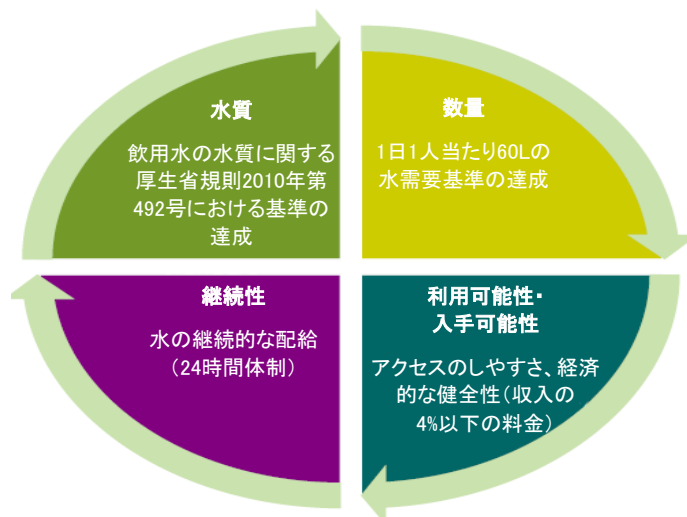 水質
飲用水の水質に関する
厚生省規則2010年第
492号における基準の
達成
数量
1日1人当たり60Lの
水需要基準の達成
継続性
水の継続的な配給
（24時間体制）
利用可能性・
入手可能性
アクセスのしやすさ、経済
的な健全性（収入の
4%以下の料金）